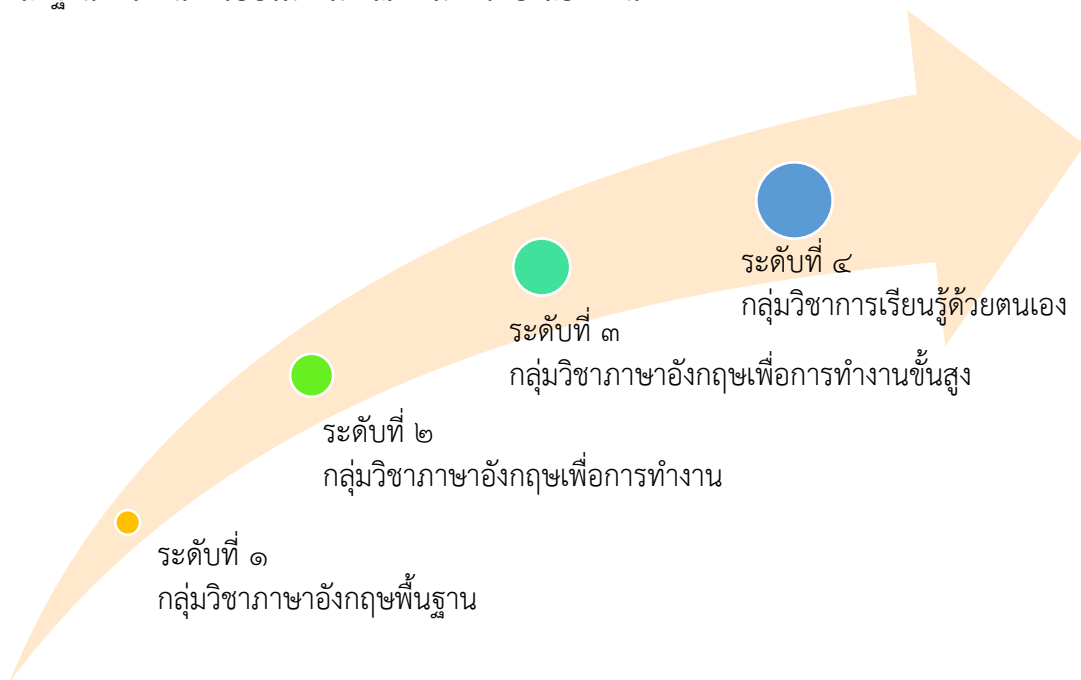 ระดับที่ ๔
กลุ่มวิชาการเรียนรู้ด้วยตนเอง
ระดับที่ ๓
กลุ่มวิชาภาษาอังกฤษเพื่อการทำงานขั้นสูง
ระดับที่ ๒
กลุ่มวิชาภาษาอังกฤษเพื่อการทำงาน
ระดับที่ ๑
กลุ่มวิชาภาษาอังกฤษพื้นฐาน